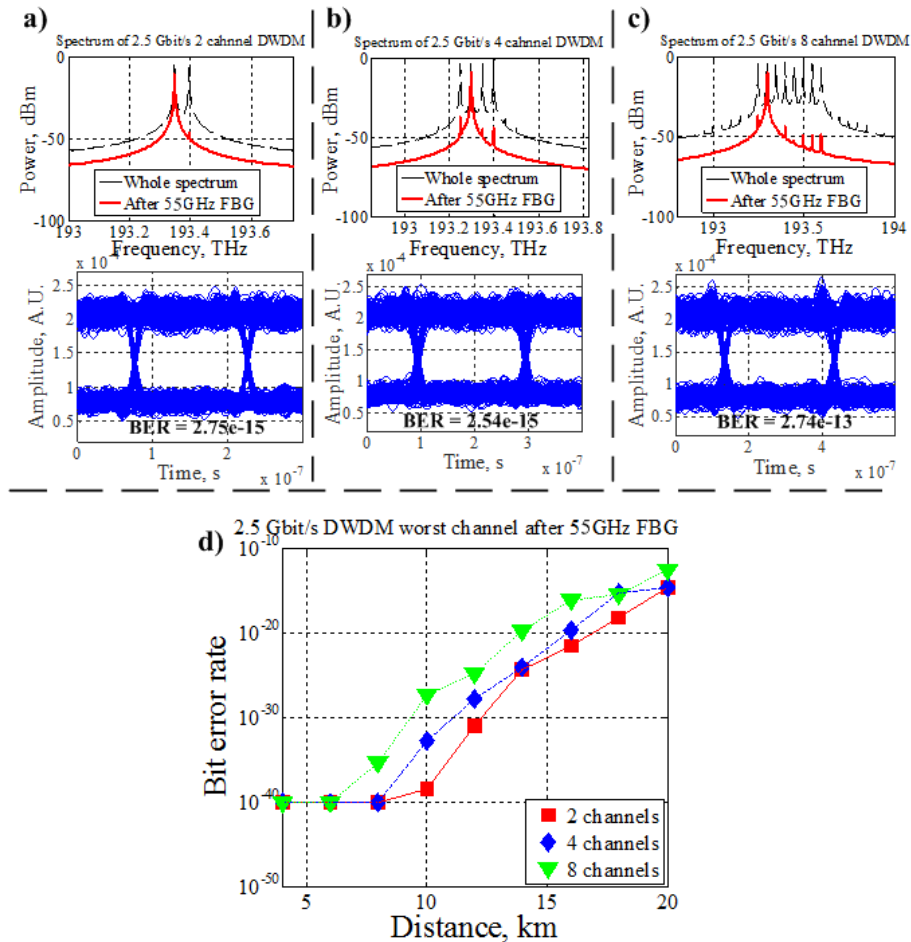 a)
Spectrum of 2.5 Gbit/s 2 cahnnel DWDM
0
-50
-100
Power, dBm
Whole spectrum
After 55GHz FBG
193 193.2 193.4 193.6
Frequency, THz
x 10⁻⁴
2.5
2
1.5
1
0.5
Amplitude, A.U.
BER = 2.75e-15
0 2
Time, s
x 10⁻⁷
b)
Spectrum of 2.5 Gbit/s 4 cahnnel DWDM
0
-50
-100
Power, dBm
Whole spectrum
After 55GHz FBG
193 193.2 193.4 193.6 193.8
Frequency, THz
x 10⁻⁴
2.5
2
1.5
1
0.5
Amplitude, A.U.
BER = 2.54e-15
0 1 2 3 4
Time, s
x 10⁻⁷
c)
Spectrum of 2.5 Gbit/s 8 cahnnel DWDM
0
-50
-100
Power, dBm
Whole spectrum
After 55GHz FBG
193 193.5 194
Frequency, THz
x 10⁻⁴
2.5
2
1.5
1
0.5
Amplitude, A.U.
BER = 2.74e-13
0 2 4
Time, s
x 10⁻⁷
d)
2.5 Gbit/s DWDM worst channel after 55GHz FBG
10⁻¹⁰
10⁻²⁰
10⁻³⁰
10⁻⁴⁰
10⁻⁵⁰
Bit error rate
2 channels
4 channels
8 channels
5 10 15 20
Distance, km